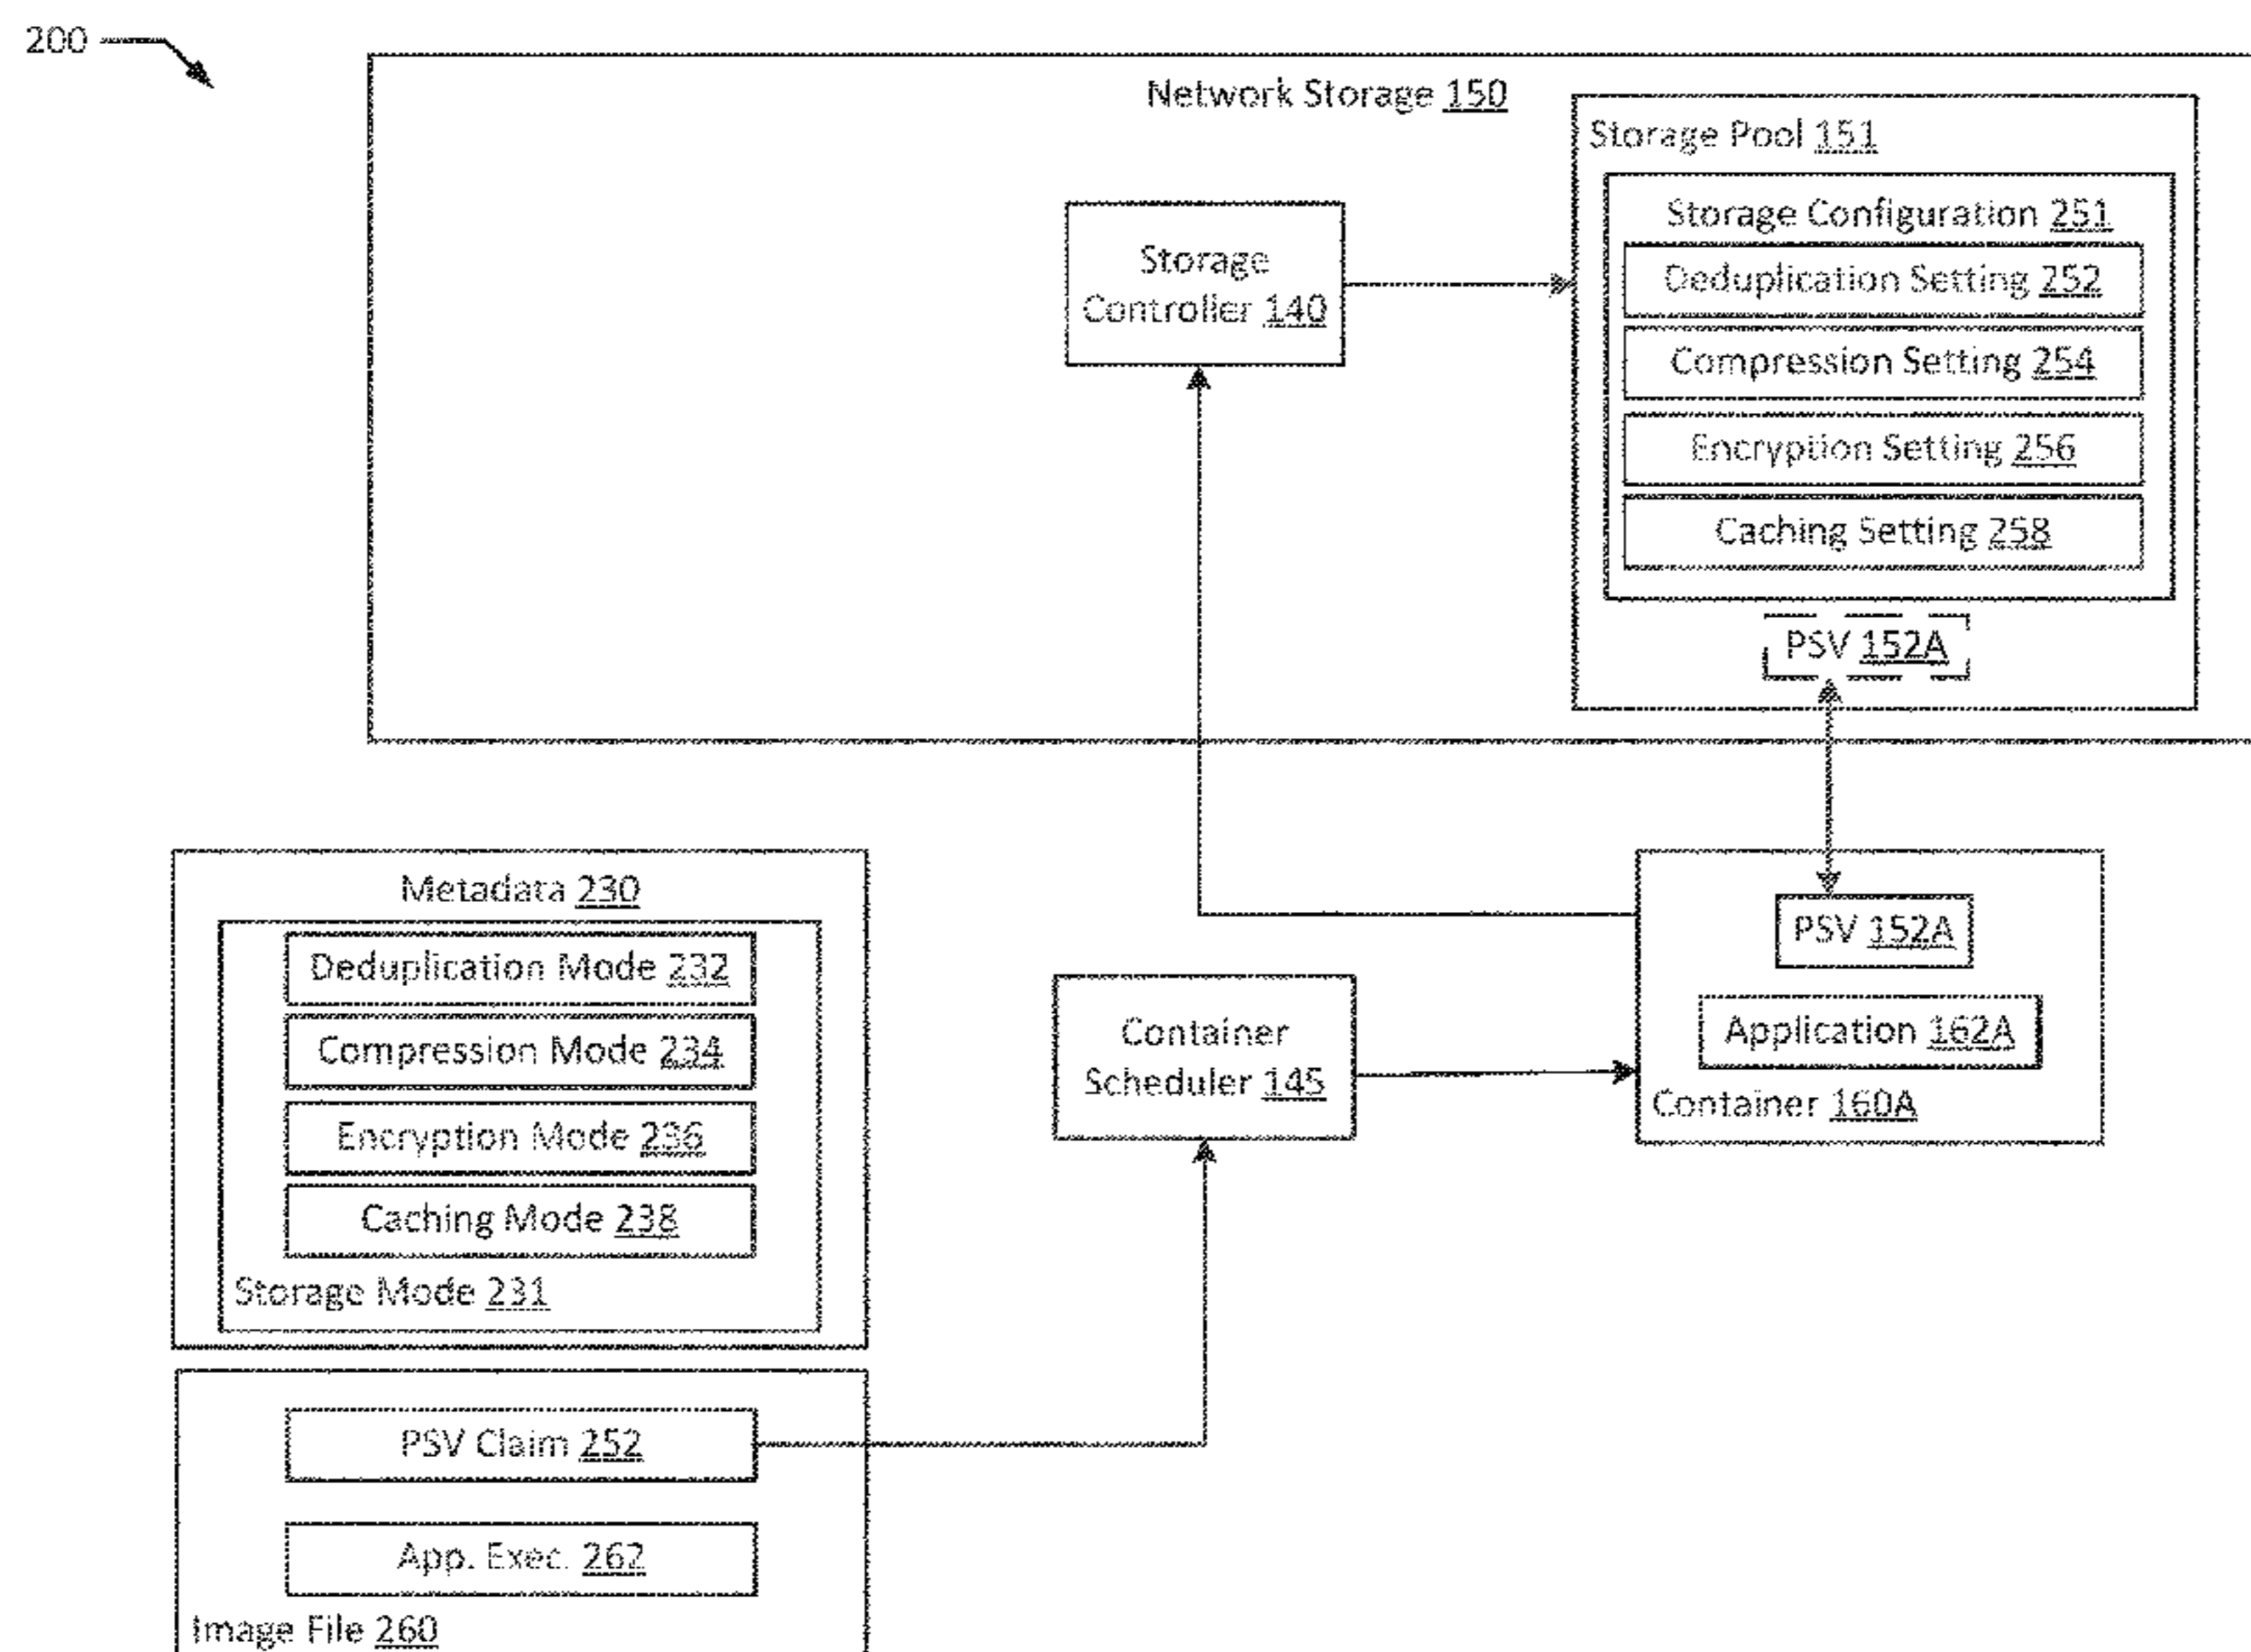 200
Network Storage 150
Storage Pool 151
Storage Configuration 251
Deduplication Setting 252
Compression Setting 254
Encryption Setting 256
Caching Setting 258
PSV 152A
Storage
Controller 140
Metadata 230
Deduplication Mode 232
Compression Mode 234
Encryption Mode 236
Caching Mode 238
Storage Mode 231
Container
Scheduler 145
PSV 152A
Application 162A
Container 160A
PSV Claim 252
App. Exec. 262
Image File 260